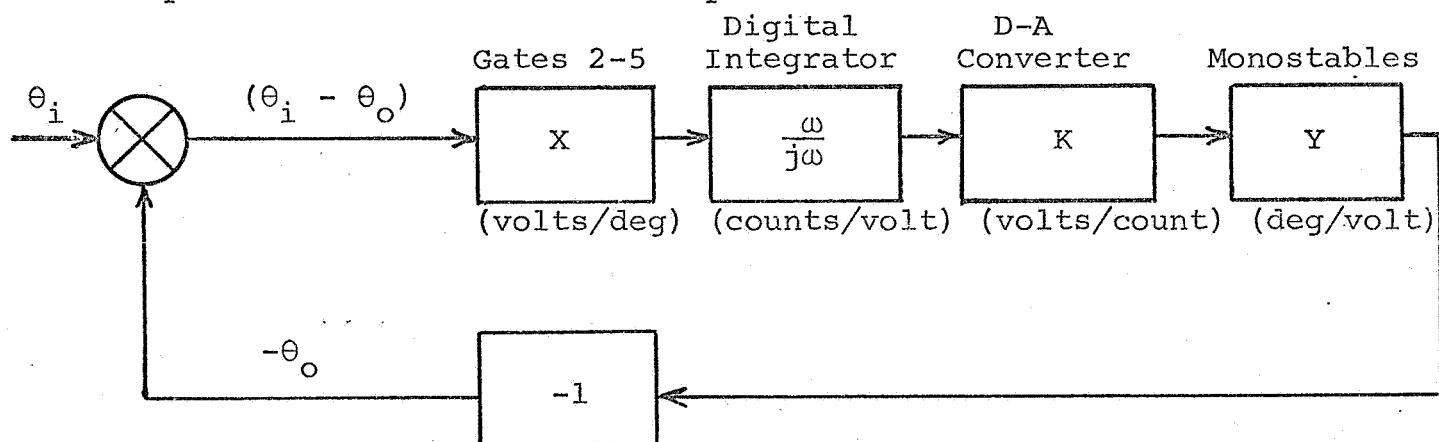 Digital D-A
Gates 2-5 Integrator Converter Monostables
θi (θi - θo)
X ω/jω K Y
(volts/deg) (counts/volt) (volts/count) (deg/volt)
-θo
-1